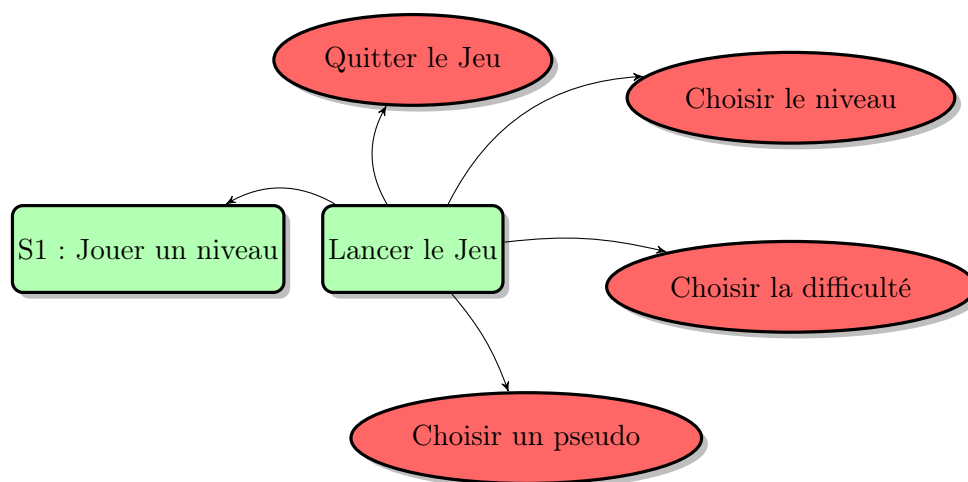 Quitter le Jeu
Choisir le niveau
S1 : Jouer un niveau
Lancer le Jeu
Choisir la difficulté
Choisir un pseudo